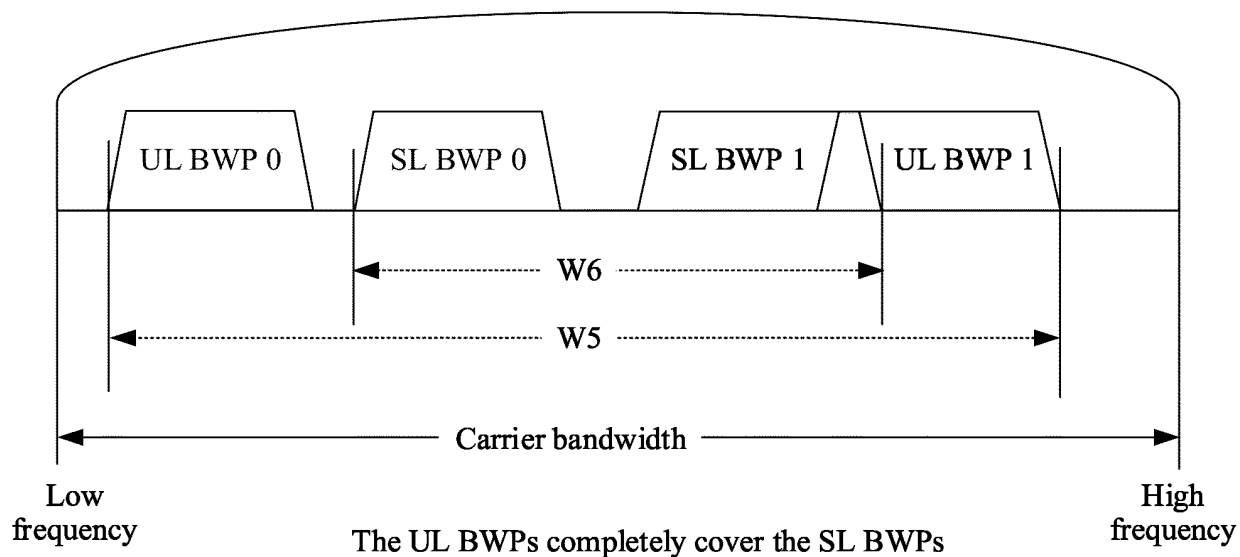 UL BWP 0
SL BWP 0
SL BWP 1
UL BWP 1
W6
W5
Carrier bandwidth
Low
frequency
High
frequency
The UL BWPs completely cover the SL BWPs